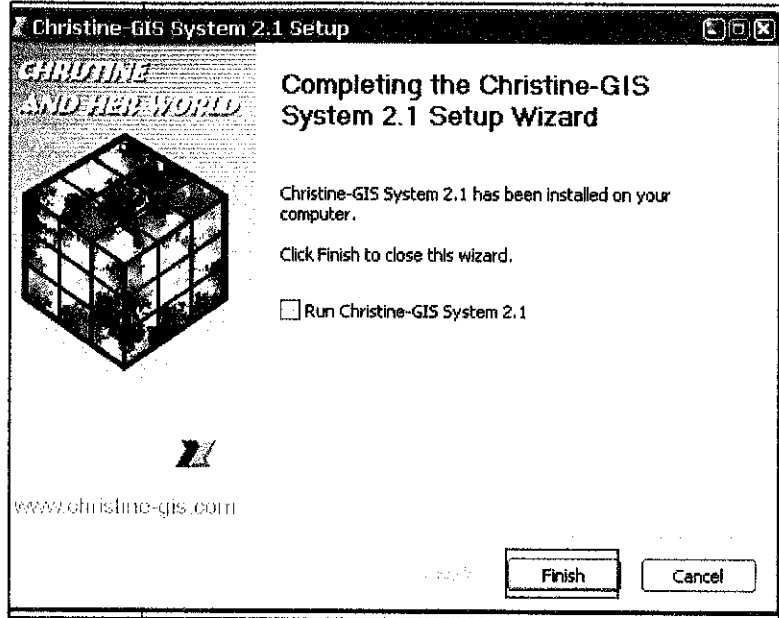 Christine-GIS System 2.1 Setup
CHRISTINE
AND HER WORLD
Completing the Christine-GIS
System 2.1 Setup Wizard
Christine-GIS System 2.1 has been installed on your
computer.
Click Finish to close this wizard.
Run Christine-GIS System 2.1
www.christine-gis.com
Finish
Cancel